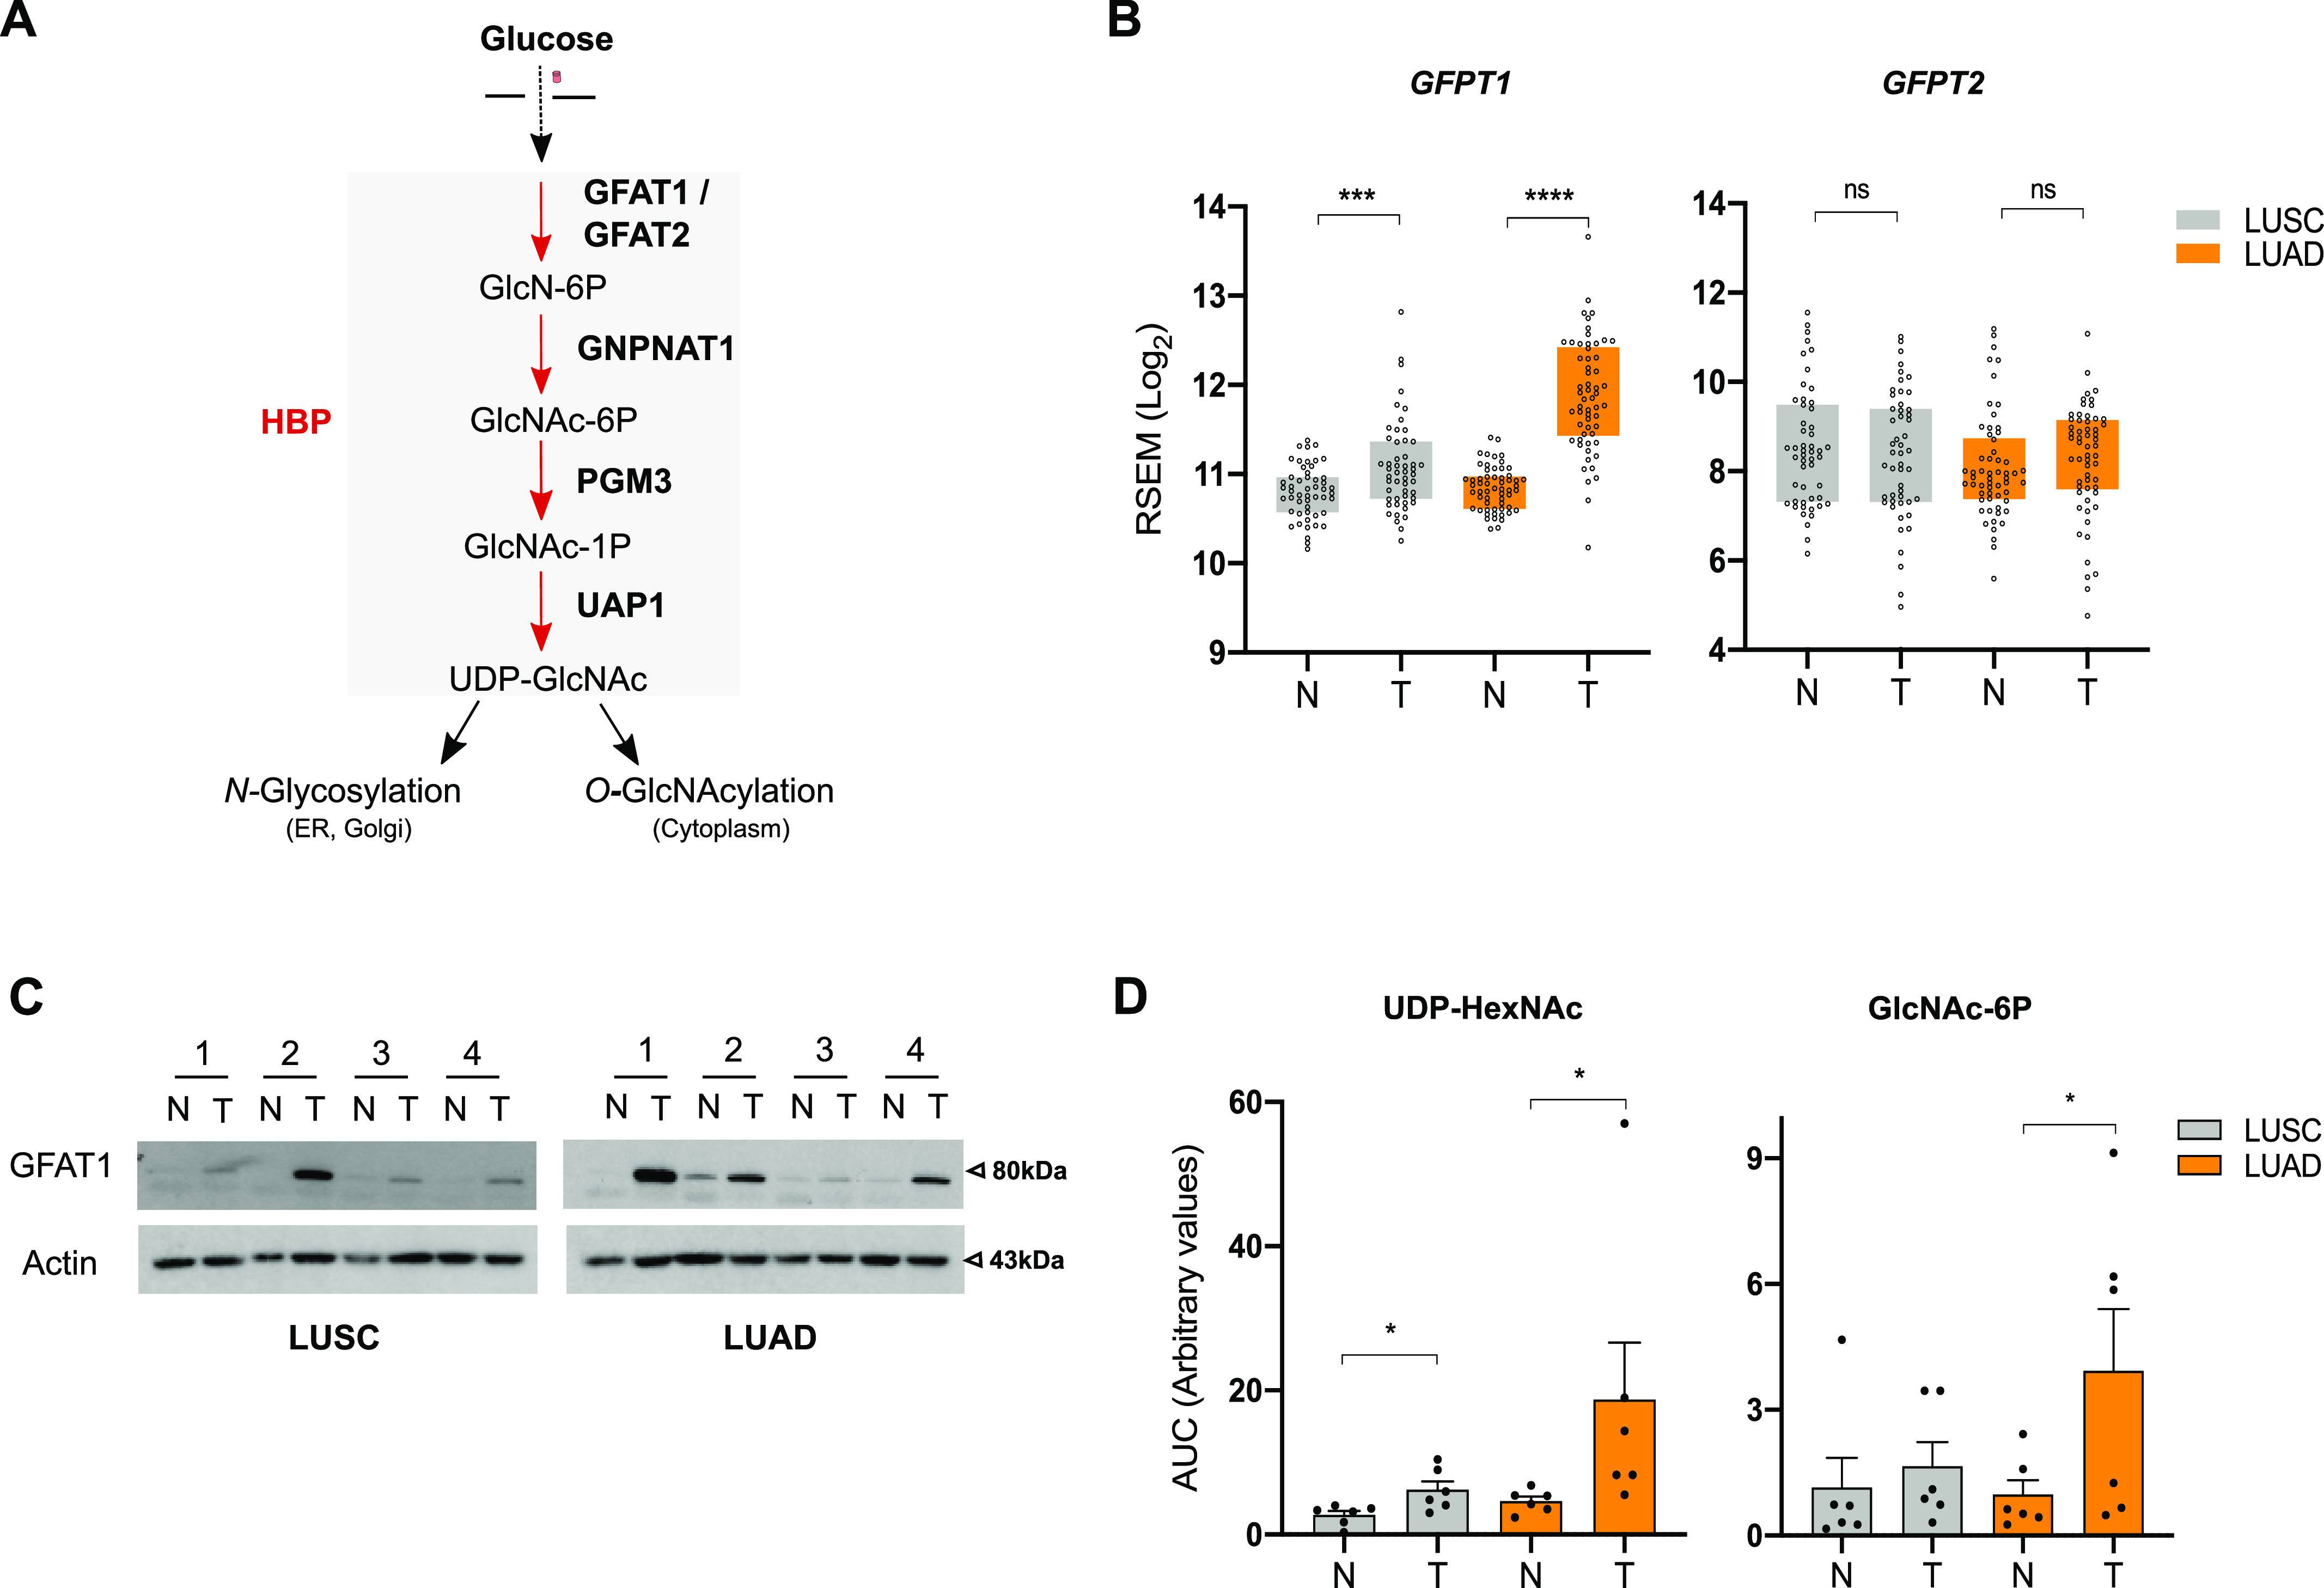 A
Glucose
GFAT1 /
GFAT2
GlcN-6P
GNPNAT1
HBP
GlcNAc-6P
PGM3
GlcNAc-1P
UAP1
UDP-GlcNAc
N-Glycosylation
(ER, Golgi)
O-GlcNAcylation
(Cytoplasm)
B
GFPT1
GFPT2
RSEM (Log2)
14
13
12
11
10
9
*** ****
N T N T
14
12
10
8
6
4
ns ns
N T N T
LUSC
LUAD
C
1 2 3 4
N T N T N T N T
1 2 3 4
N T N T N T N T
GFAT1
80kDa
Actin
43kDa
LUSC
LUAD
D
UDP-HexNAc
GlcNAc-6P
AUC (Arbitrary values)
60
40
20
0
* *
N T N T
9
6
3
0
*
N T N T
LUSC
LUAD